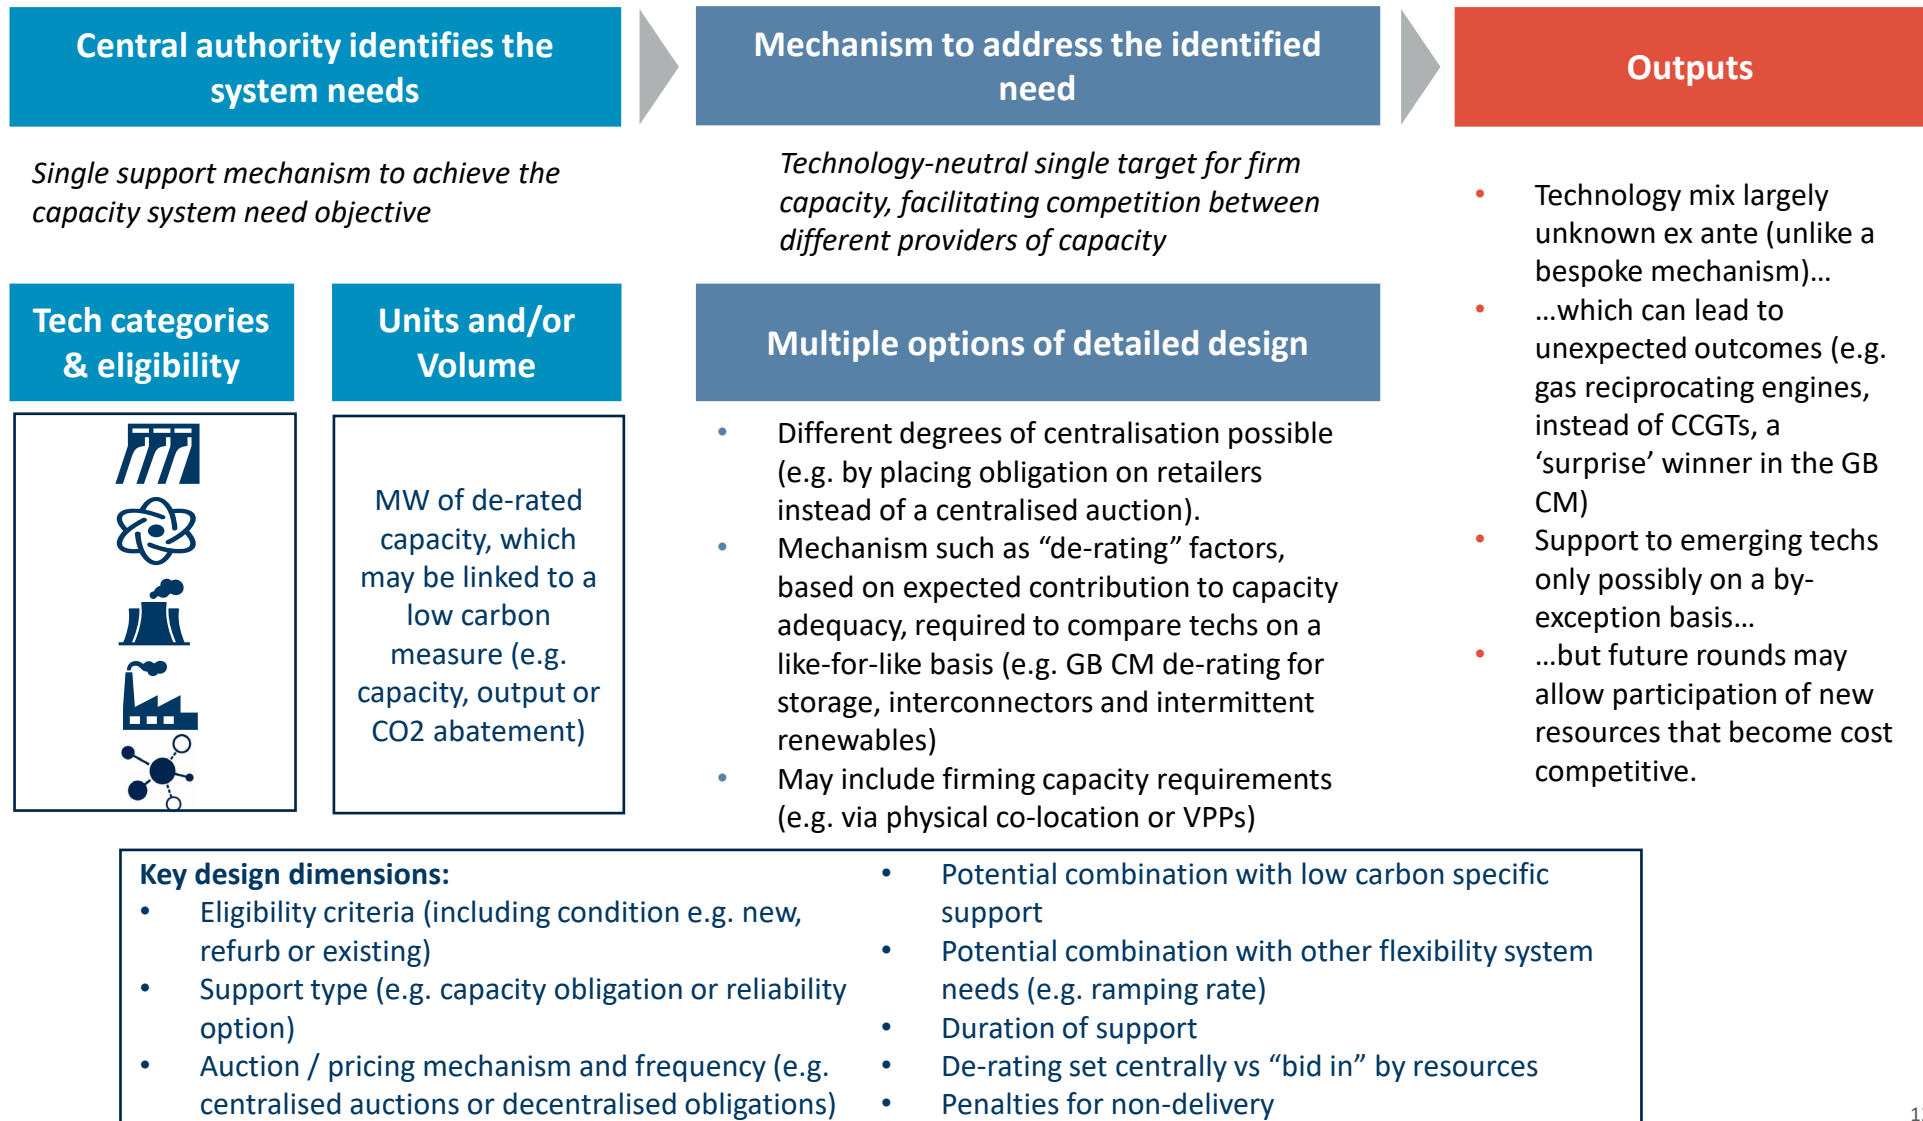 Central authority identifies the
system needs
Mechanism to address the identified
need
Outputs
Single support mechanism to achieve the
capacity system need objective
Technology-neutral single target for firm
capacity, facilitating competition between
different providers of capacity
Tech categories
& eligibility
Units and/or
Volume
MW of de-rated
capacity, which
may be linked to a
low carbon
measure (e.g.
capacity, output or
CO2 abatement)
Multiple options of detailed design
• Different degrees of centralisation possible
(e.g. by placing obligation on retailers
instead of a centralised auction).
• Mechanism such as “de-rating” factors,
based on expected contribution to capacity
adequacy, required to compare techs on a
like-for-like basis (e.g. GB CM de-rating for
storage, interconnectors and intermittent
renewables)
• May include firming capacity requirements
(e.g. via physical co-location or VPPs)
• Technology mix largely
unknown ex ante (unlike a
bespoke mechanism)…
• …which can lead to
unexpected outcomes (e.g.
gas reciprocating engines,
instead of CCGTs, a
‘surprise’ winner in the GB
CM)
• Support to emerging techs
only possibly on a by-
exception basis…
• …but future rounds may
allow participation of new
resources that become cost
competitive.
Key design dimensions:
• Eligibility criteria (including condition e.g. new,
refurb or existing)
• Support type (e.g. capacity obligation or reliability
option)
• Auction / pricing mechanism and frequency (e.g.
centralised auctions or decentralised obligations)
• Potential combination with low carbon specific
support
• Potential combination with other flexibility system
needs (e.g. ramping rate)
• Duration of support
• De-rating set centrally vs “bid in” by resources
• Penalties for non-delivery